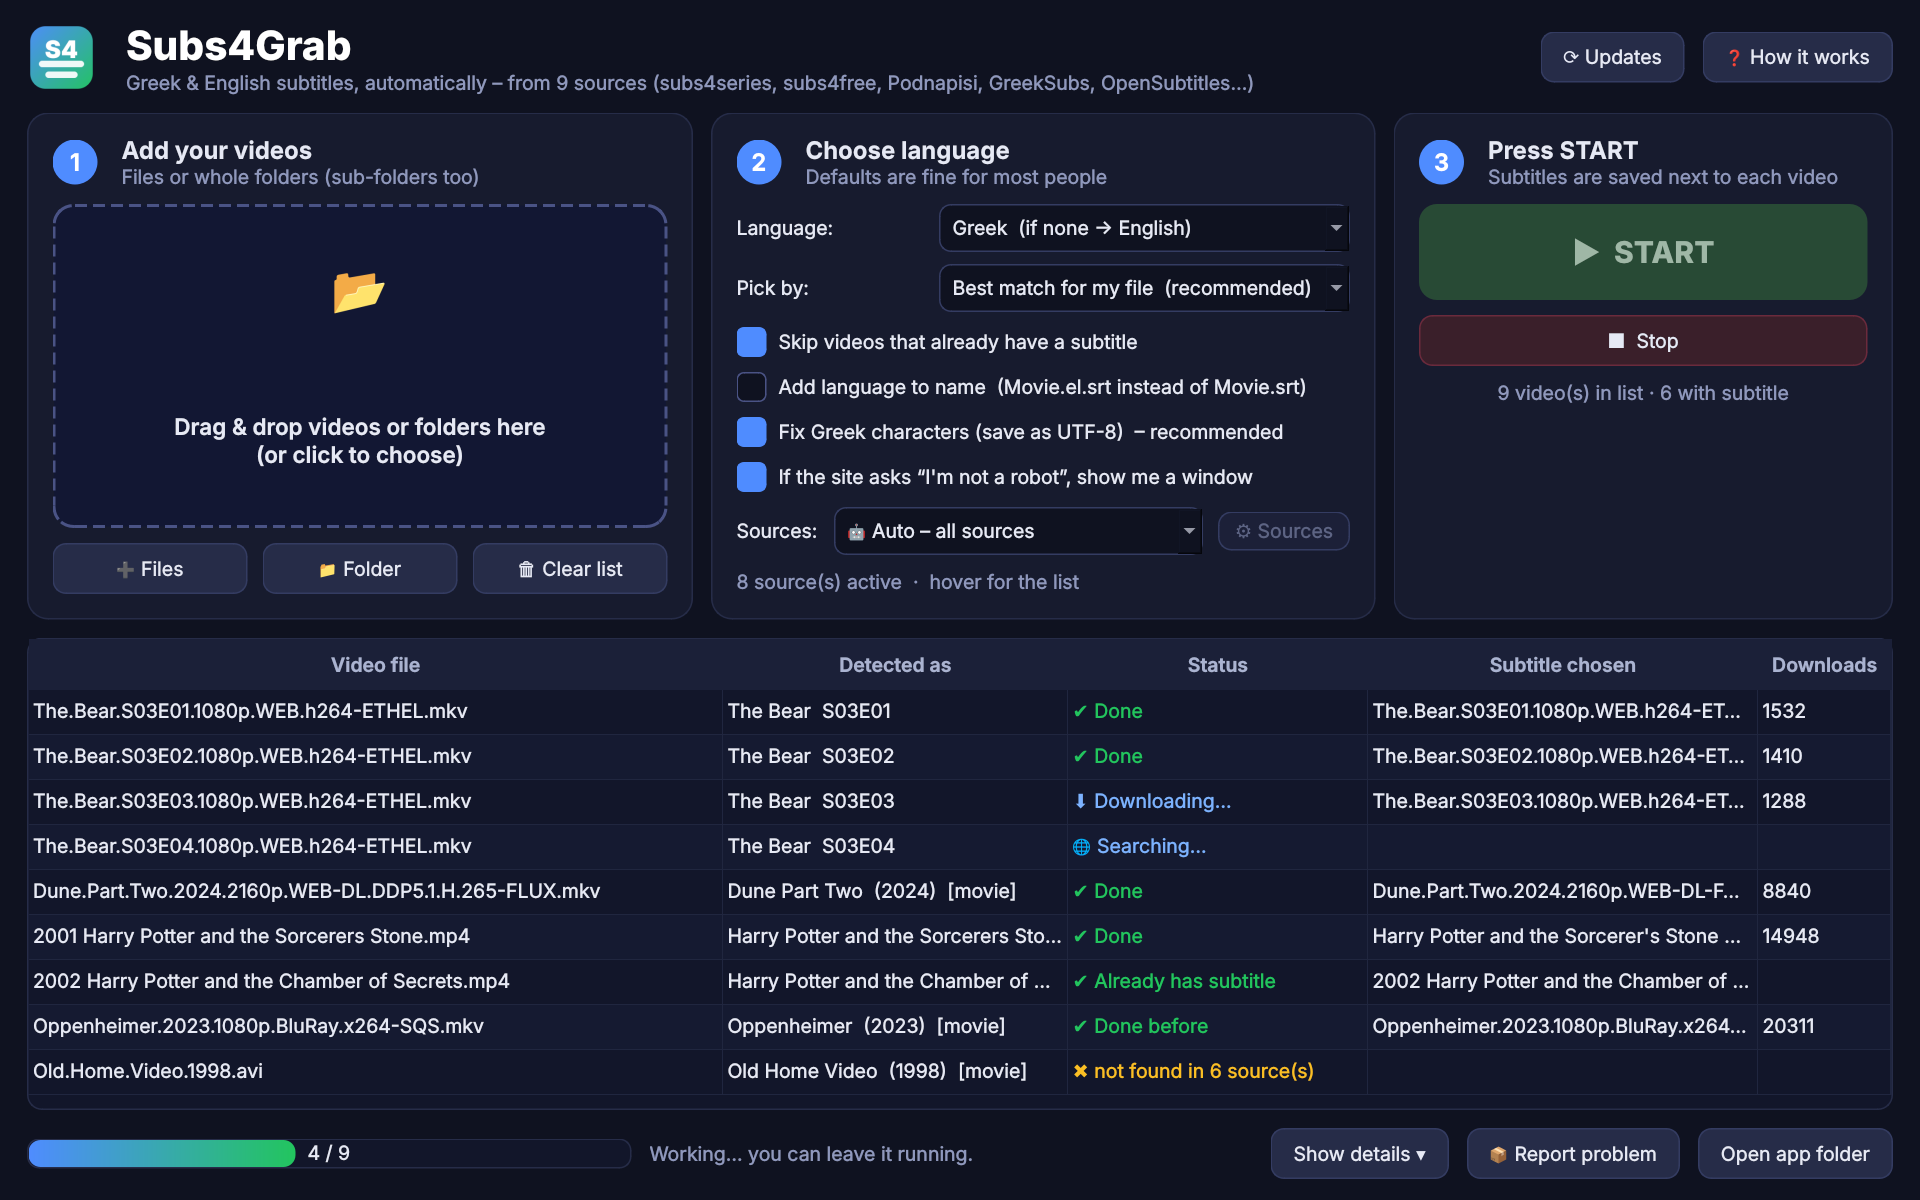 S4
Subs4Grab
Greek & English subtitles, automatically – from 9 sources (subs4series, subs4free, Podnapisi, GreekSubs, OpenSubtitles...)
⟳ Updates
❓ How it works
1
Add your videos
Files or whole folders (sub-folders too)
Drag & drop videos or folders here
(or click to choose)
➕ Files
📁 Folder
🗑 Clear list
2
Choose language
Defaults are fine for most people
Language:
Greek (if none → English)
Pick by:
Best match for my file (recommended)
Skip videos that already have a subtitle
Add language to name (Movie.el.srt instead of Movie.srt)
Fix Greek characters (save as UTF-8) – recommended
If the site asks “I'm not a robot”, show me a window
Sources:
🤖 Auto – all sources
⚙ Sources
8 source(s) active · hover for the list
3
Press START
Subtitles are saved next to each video
▶ START
■ Stop
9 video(s) in list · 6 with subtitle
Video file Detected as Status Subtitle chosen Downloads
The.Bear.S03E01.1080p.WEB.h264-ETHEL.mkv The Bear S03E01 ✔ Done The.Bear.S03E01.1080p.WEB.h264-ET... 1532
The.Bear.S03E02.1080p.WEB.h264-ETHEL.mkv The Bear S03E02 ✔ Done The.Bear.S03E02.1080p.WEB.h264-ET... 1410
The.Bear.S03E03.1080p.WEB.h264-ETHEL.mkv The Bear S03E03 ⬇ Downloading... The.Bear.S03E03.1080p.WEB.h264-ET... 1288
The.Bear.S03E04.1080p.WEB.h264-ETHEL.mkv The Bear S03E04 🌐 Searching...
Dune.Part.Two.2024.2160p.WEB-DL.DDP5.1.H.265-FLUX.mkv Dune Part Two (2024) [movie] ✔ Done Dune.Part.Two.2024.2160p.WEB-DL-F... 8840
2001 Harry Potter and the Sorcerers Stone.mp4 Harry Potter and the Sorcerers Sto... ✔ Done Harry Potter and the Sorcerer's Stone ... 14948
2002 Harry Potter and the Chamber of Secrets.mp4 Harry Potter and the Chamber of ... ✔ Already has subtitle 2002 Harry Potter and the Chamber of ...
Oppenheimer.2023.1080p.BluRay.x264-SQS.mkv Oppenheimer (2023) [movie] ✔ Done before Oppenheimer.2023.1080p.BluRay.x264... 20311
Old.Home.Video.1998.avi Old Home Video (1998) [movie] ✖ not found in 6 source(s)
4 / 9
Working... you can leave it running.
Show details ▾
📦 Report problem
Open app folder